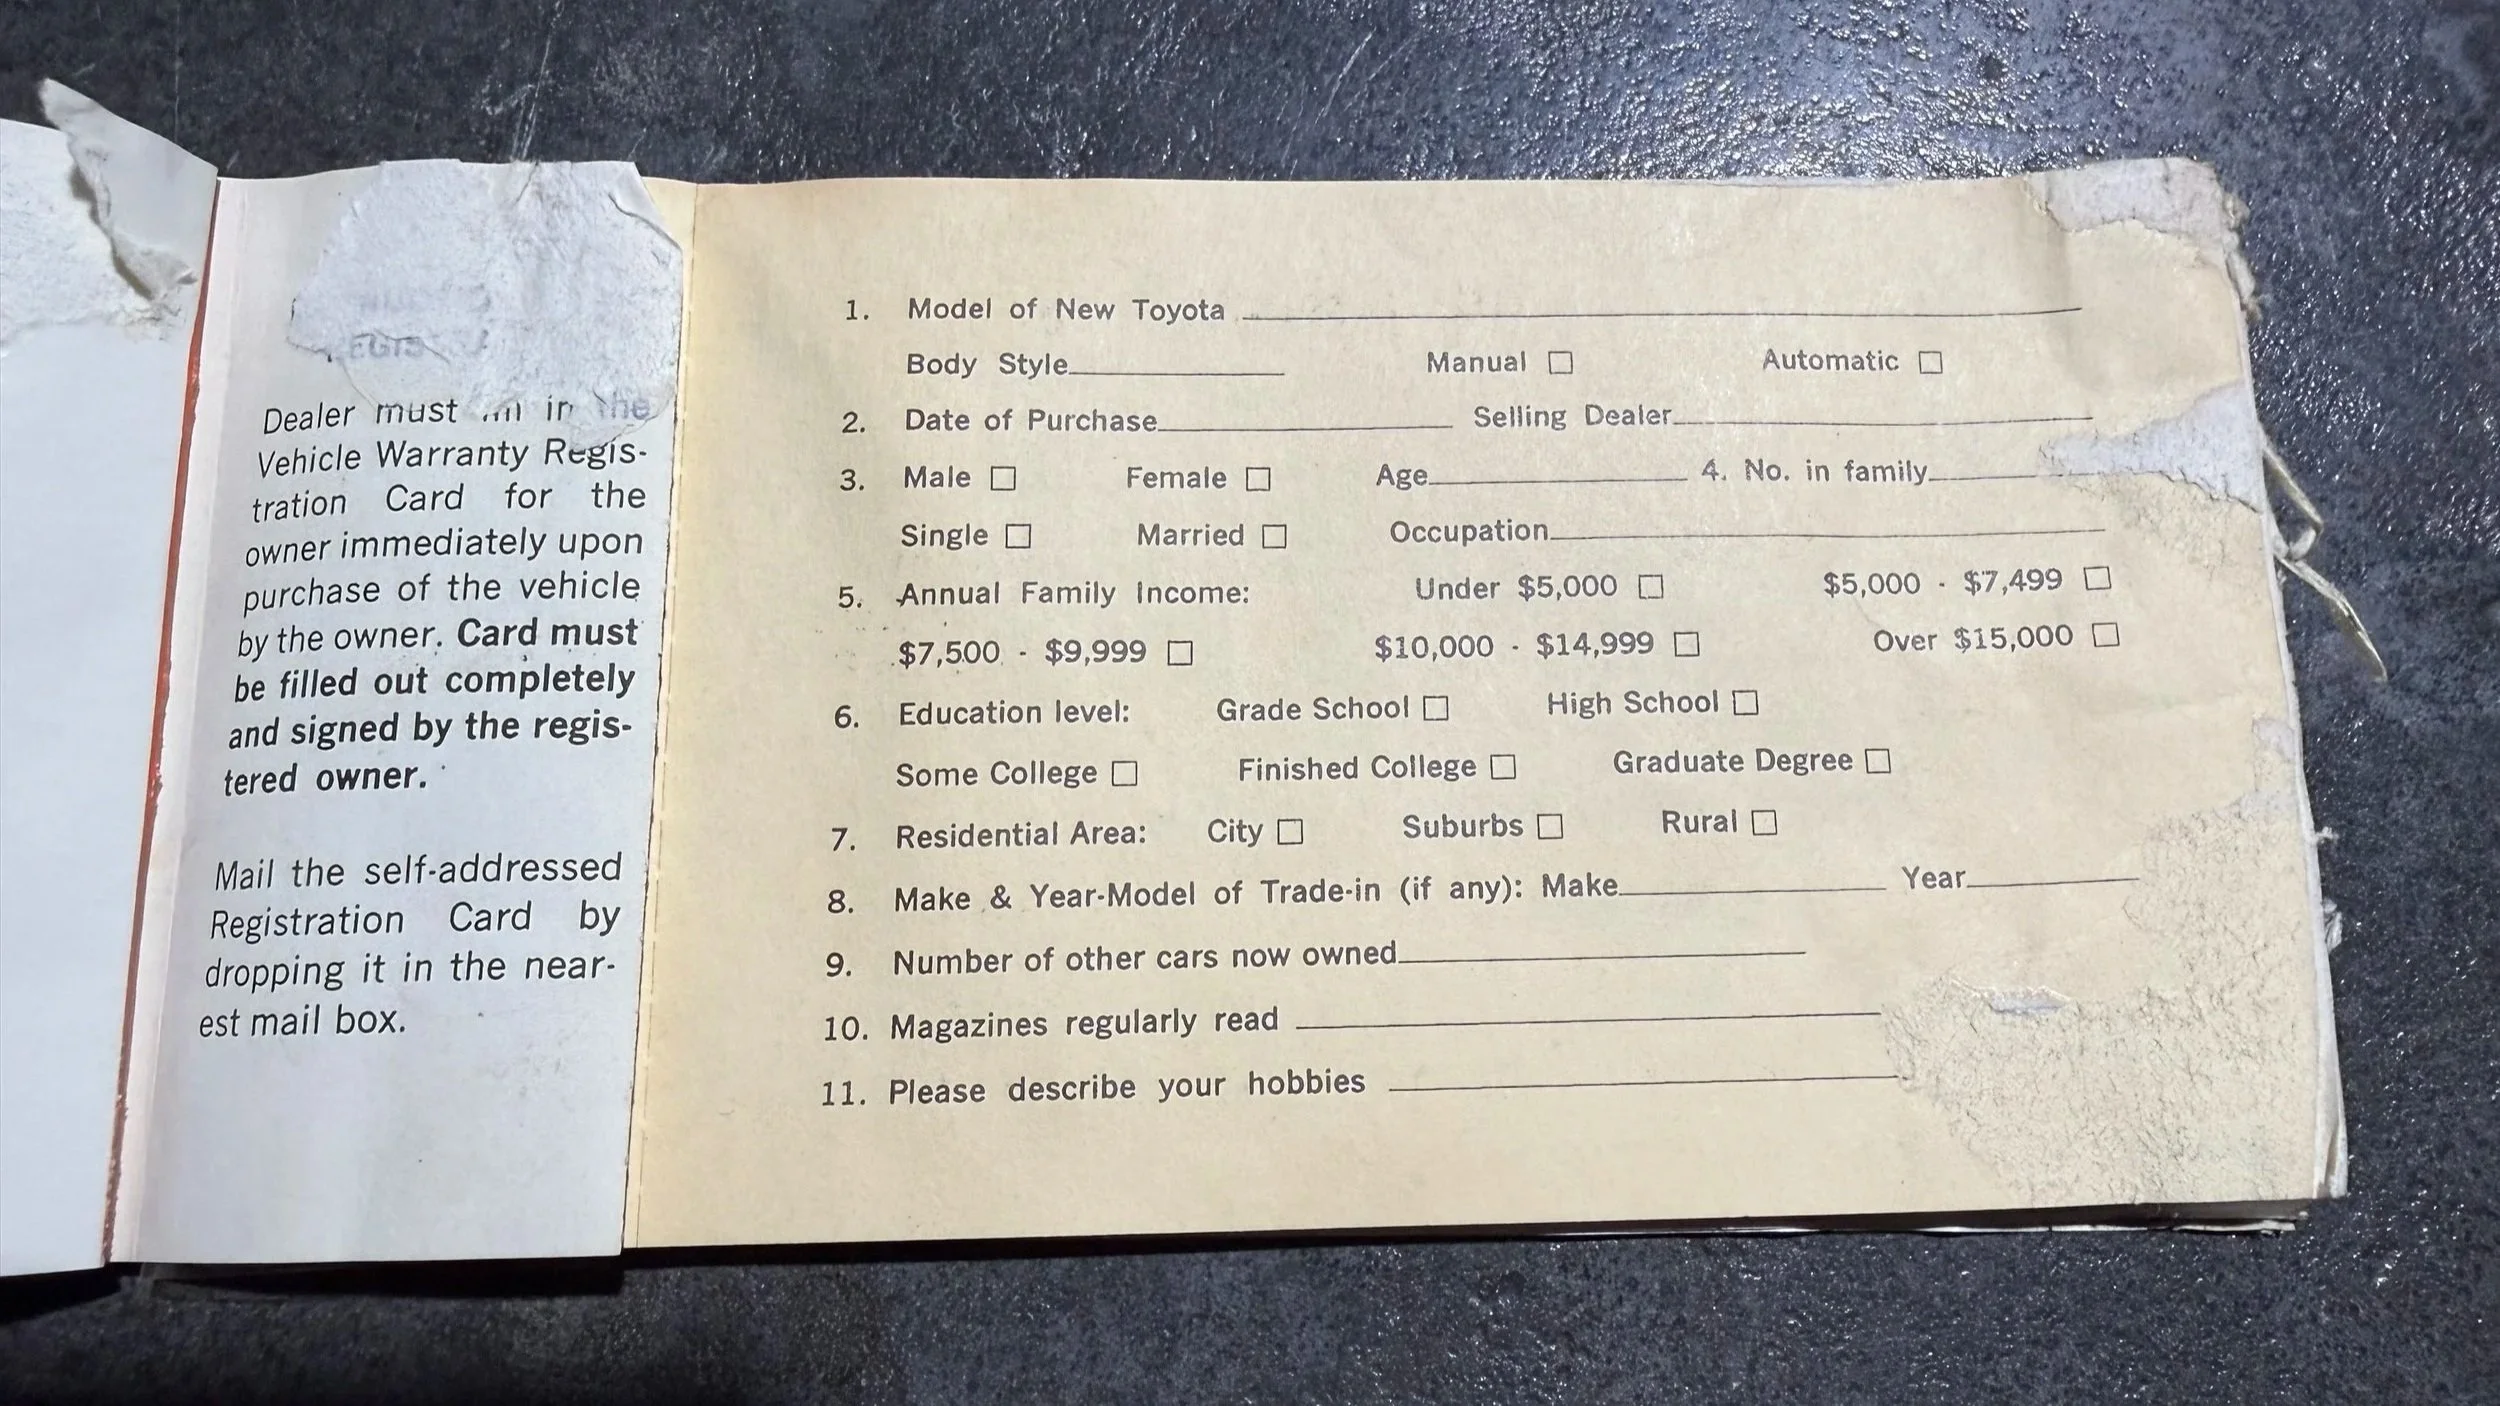 EGIS
Dealer must in the
Vehicle Warranty Regis-
tration Card for the
owner immediately upon
purchase of the vehicle
by the owner. Card must
be filled out completely
and signed by the regis-
tered owner.
Mail the self-addressed
Registration Card by
dropping it in the near-
est mail box.
1. Model of New Toyota
Body Style Manual Automatic
2. Date of Purchase Selling Dealer
3. Male Female Age 4. No. in family
Single Married Occupation
5. Annual Family Income: Under $5,000 $5,000 - $7,499
$7,500 - $9,999 $10,000 - $14,999 Over $15,000
6. Education level: Grade School High School
Some College Finished College Graduate Degree
7. Residential Area: City Suburbs Rural
8. Make & Year-Model of Trade-in (if any): Make Year
9. Number of other cars now owned
10. Magazines regularly read
11. Please describe your hobbies